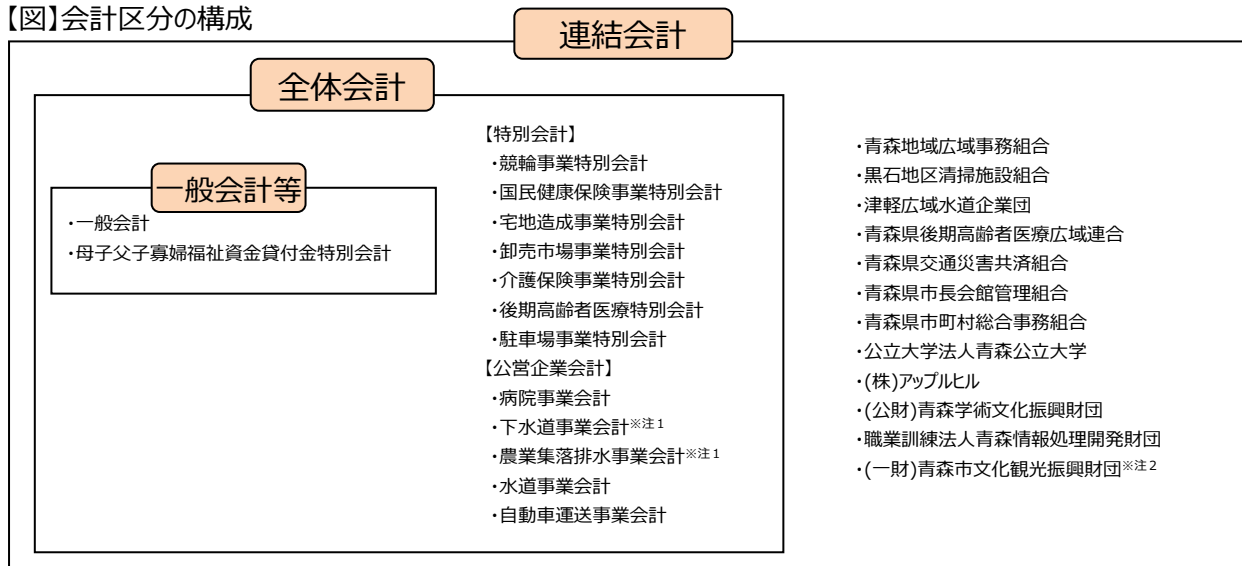 【図】会計区分の構成
連結会計
全体会計
一般会計等
・一般会計
・母子父子寡婦福祉資金貸付金特別会計
【特別会計】
・競輪事業特別会計
・国民健康保険事業特別会計
・宅地造成事業特別会計
・卸売市場事業特別会計
・介護保険事業特別会計
・後期高齢者医療特別会計
・駐車場事業特別会計
【公営企業会計】
・病院事業会計
・下水道事業会計※注1
・農業集落排水事業会計※注1
・水道事業会計
・自動車運送事業会計
・青森地域広域事務組合
・黒石地区清掃施設組合
・津軽広域水道企業団
・青森県後期高齢者医療広域連合
・青森県交通災害共済組合
・青森県市長会館管理組合
・青森県市町村総合事務組合
・公立大学法人青森公立大学
・(株)アップルヒル
・(公財)青森学術文化振興財団
・職業訓練法人青森情報処理開発財団
・(一財)青森市文化観光振興財団※注2